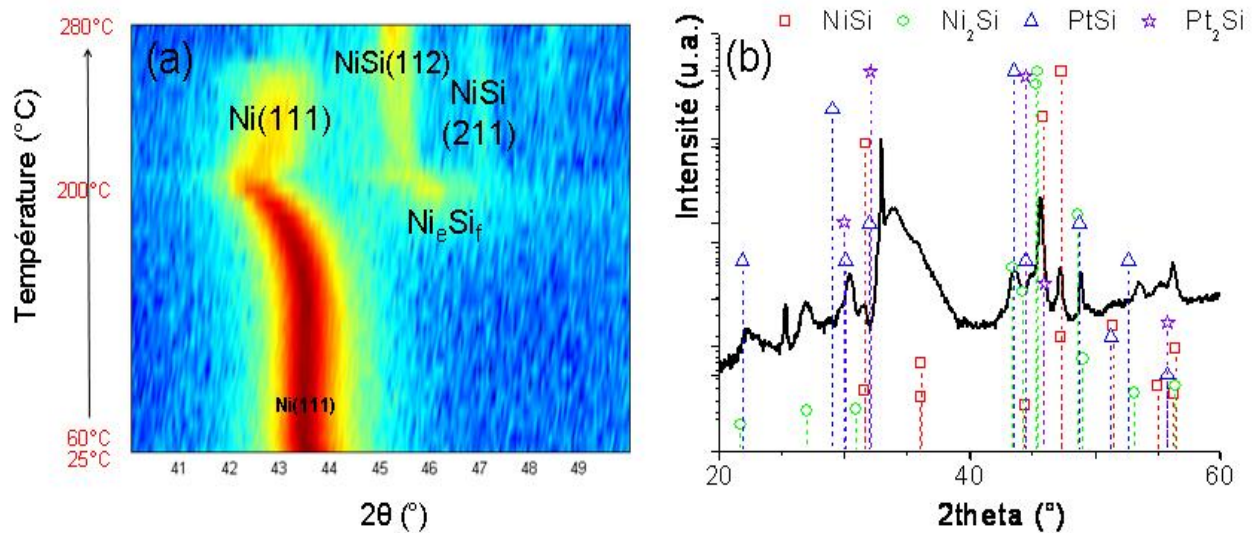 280°C
(a)
NiSi(112)
NiSi
(211)
Ni(111)
200°C
NiₑSi_f
Ni(111)
60°C
25°C
Température (°C)
41 42 43 44 45 46 47 48 49
2θ (°)
NiSi Ni₂Si PtSi Pt₂Si
(b)
Intensité (u.a.)
20 40 60
2theta (°)